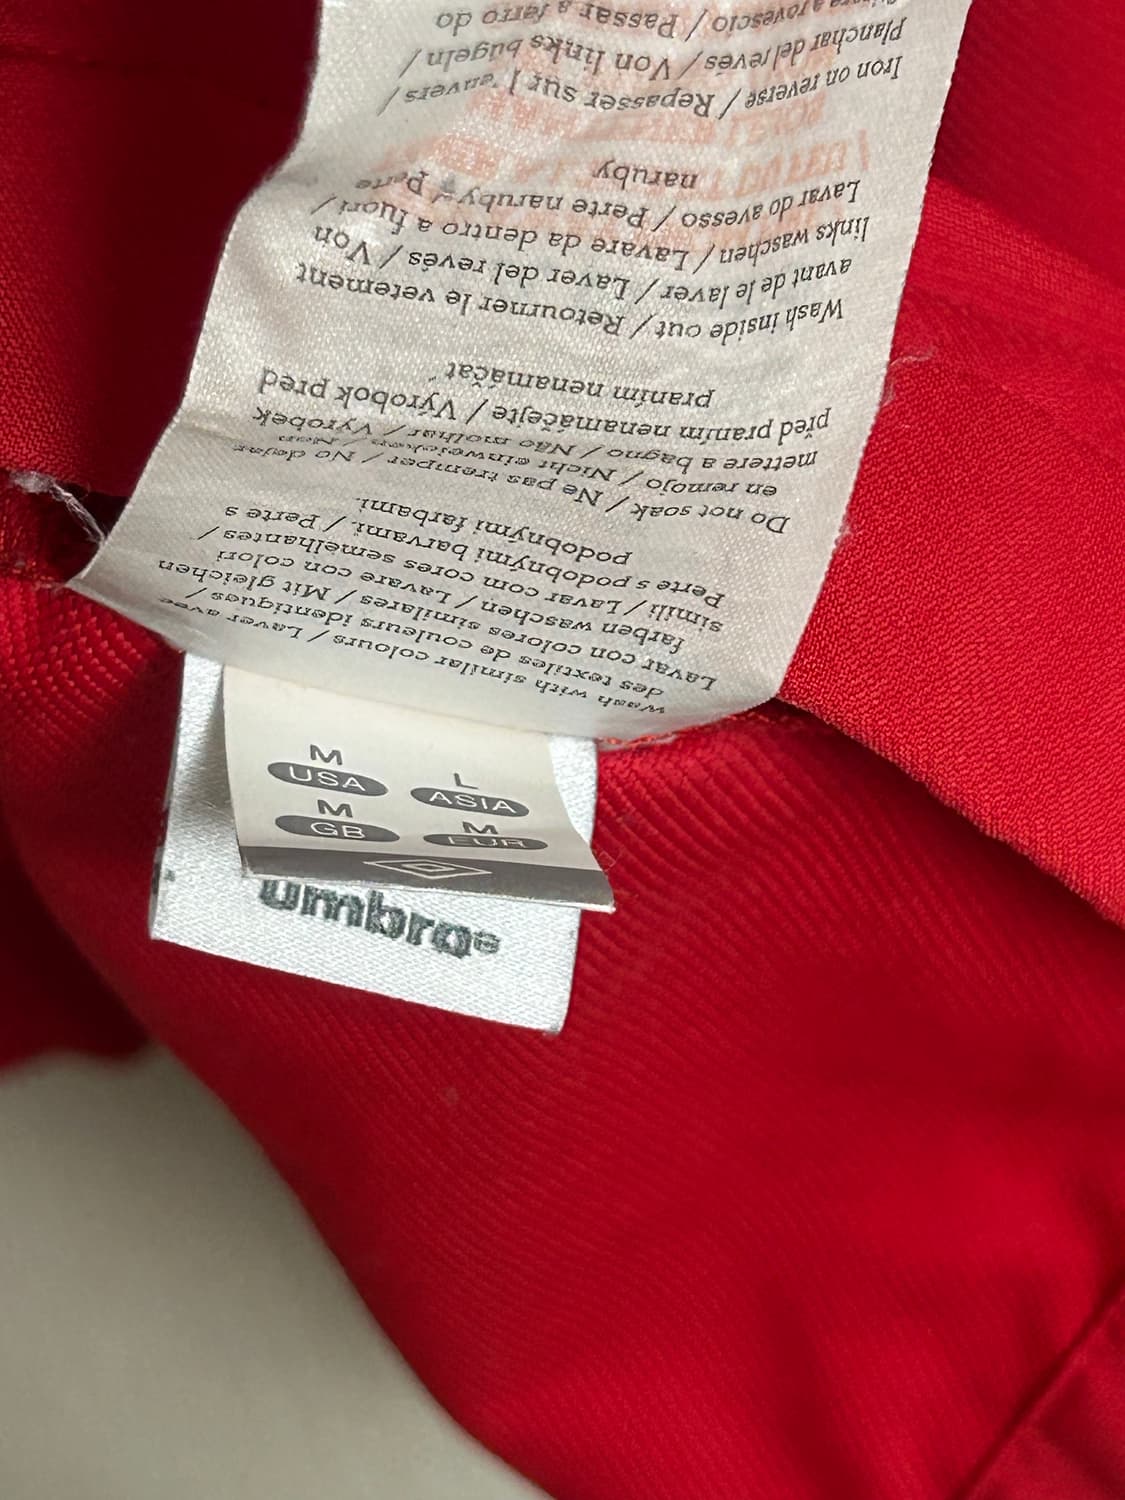 Wash with similar colours / Laver avec
des textiles de couleurs identiques /
Lavar con colores similares / Mit gleichen
farben waschen / Lavare con colori
simili / Lavar com cores semelhantes /
Perte s podobnými barvami. / Perte s
podobnými farbami.
Do not soak / Ne pas tremper / No dejar
en remojo / Nicht einweichen / Non
mettere a bagno / Não molhar / Výrobek
před praním nenamáčejte / Výrobok pred
praním nenamáčať
Wash inside out / Retourner le vetement
avant de le laver / Laver del revés / Von
links waschen / Lavare da dentro a fuori /
Lavar do avesso / Perte naruby / Perte
naruby
Iron on reverse / Repasser sur l'envers /
Planchar del revés / Von links bügeln /
a rovescio / Passar a ferro do
M
USA
L
ASIA
M
GB
M
EUR
umbro®